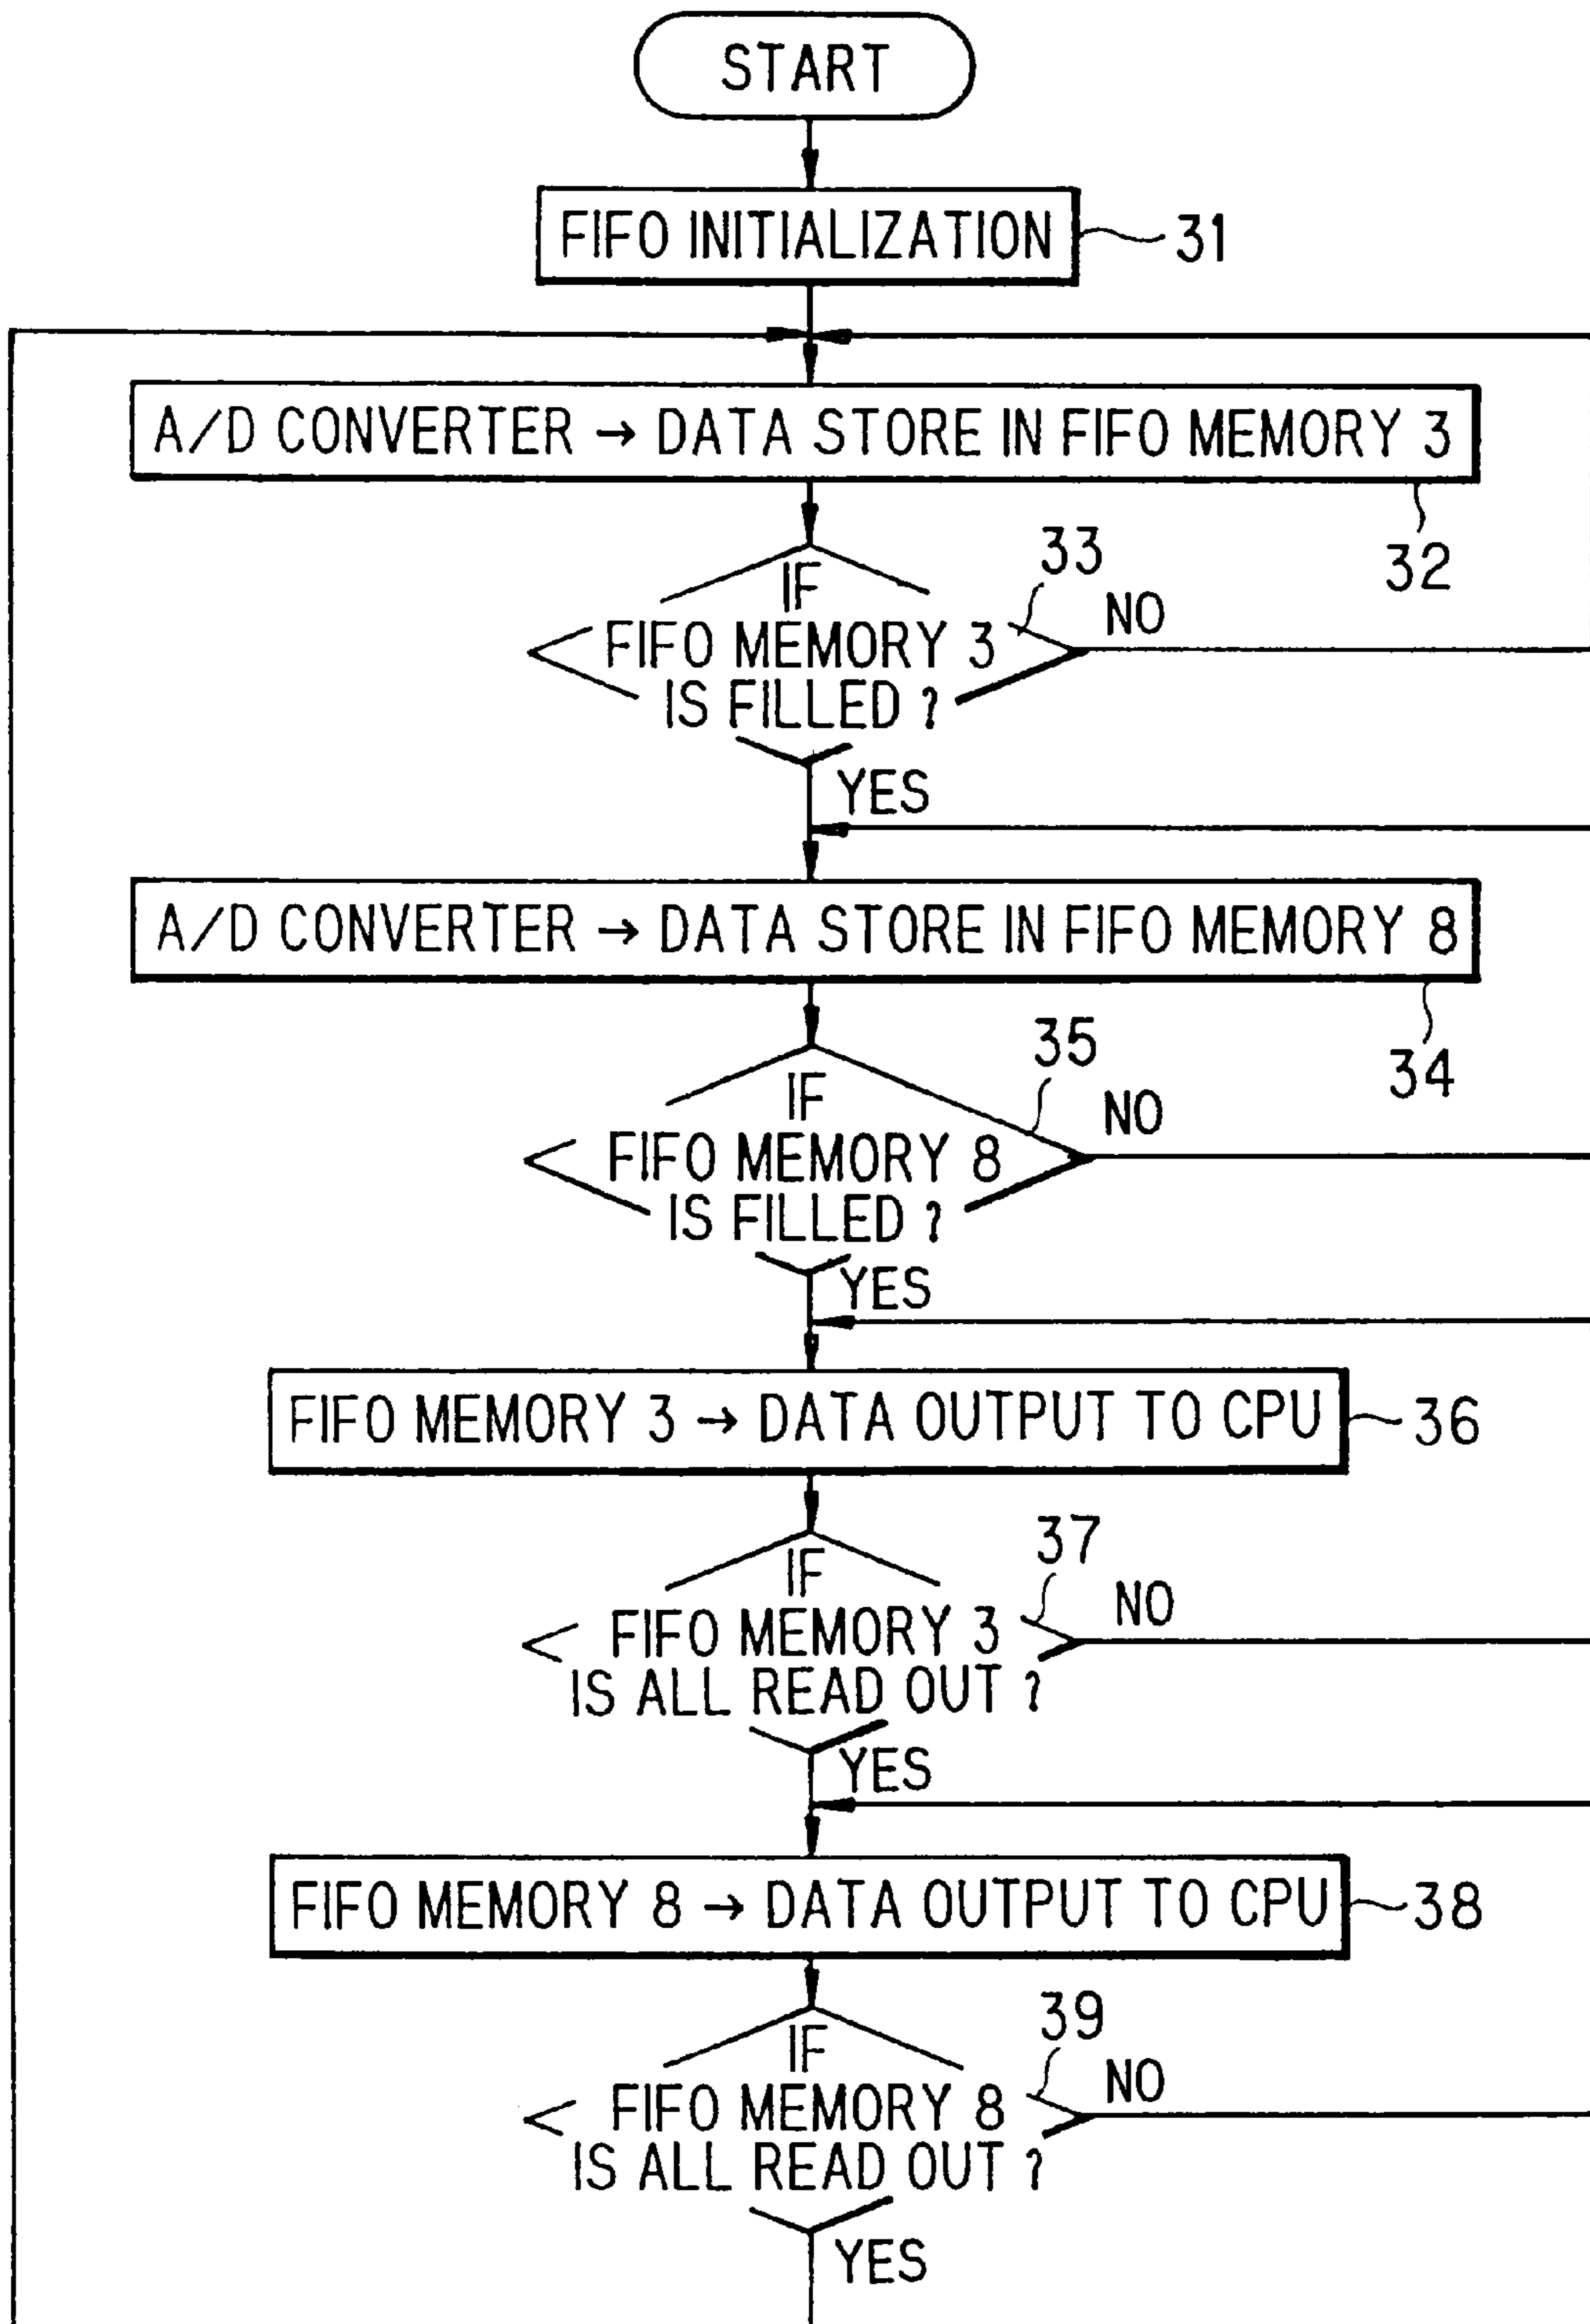 START
FIFO INITIALIZATION
31
A/D CONVERTER → DATA STORE IN FIFO MEMORY 3
32
IF
FIFO MEMORY 3
IS FILLED ?
33
NO
YES
A/D CONVERTER → DATA STORE IN FIFO MEMORY 8
34
IF
FIFO MEMORY 8
IS FILLED ?
35
NO
YES
FIFO MEMORY 3 → DATA OUTPUT TO CPU
36
IF
FIFO MEMORY 3
IS ALL READ OUT ?
37
NO
YES
FIFO MEMORY 8 → DATA OUTPUT TO CPU
38
IF
FIFO MEMORY 8
IS ALL READ OUT ?
39
NO
YES